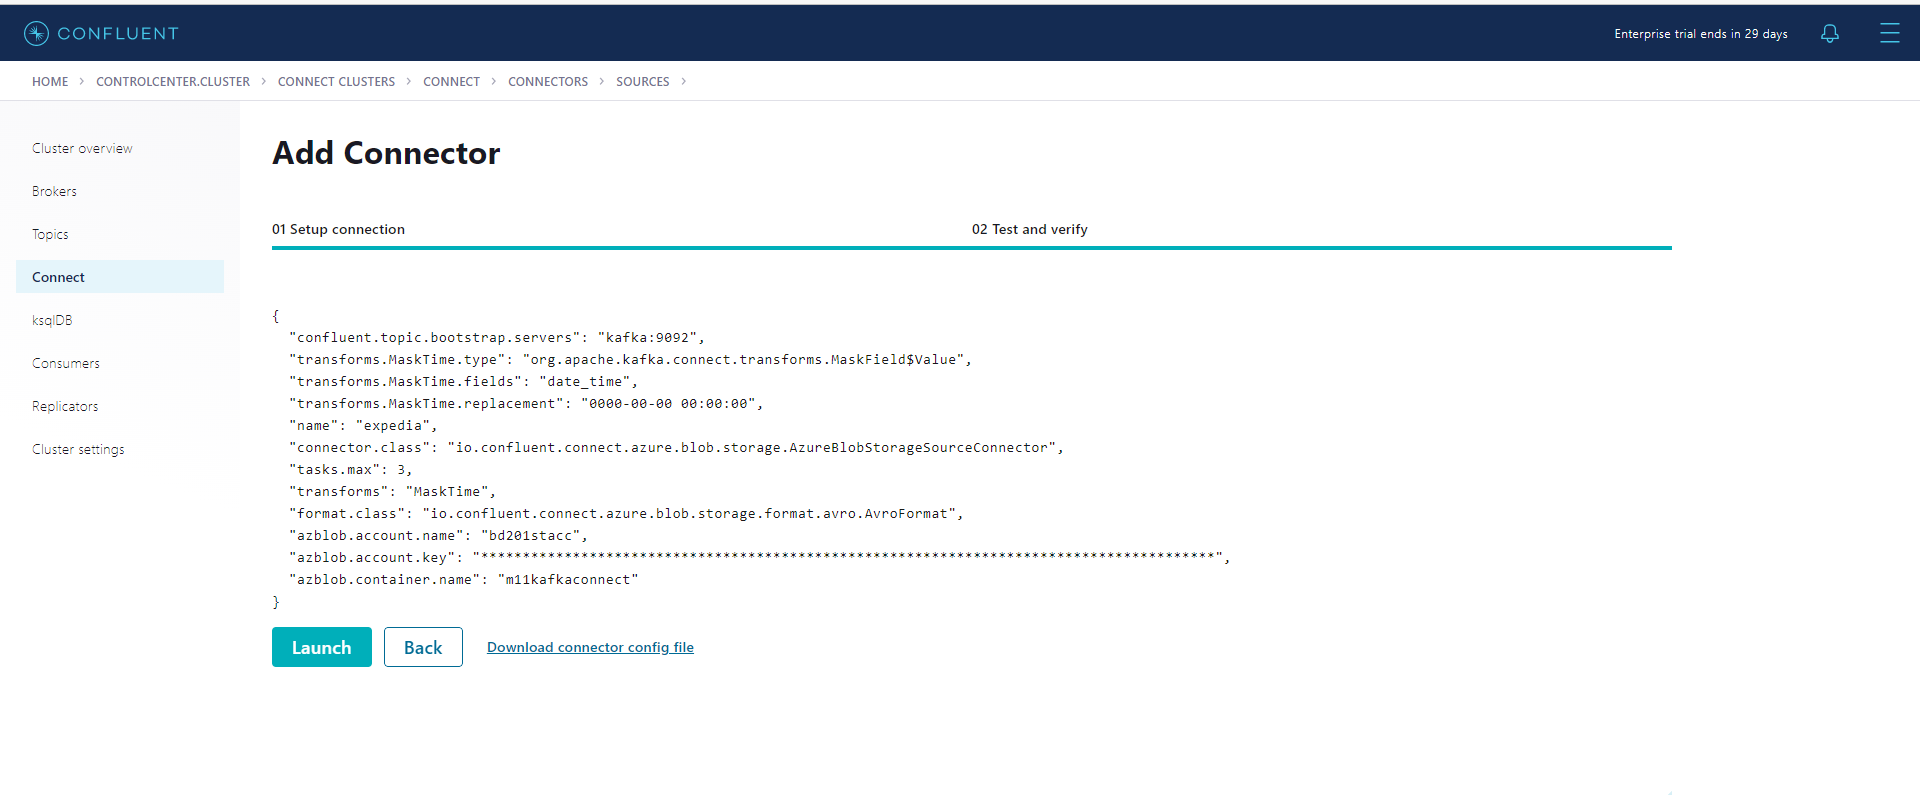 CONFLUENT
Enterprise trial ends in 29 days
HOME > CONTROLCENTER.CLUSTER > CONNECT CLUSTERS > CONNECT > CONNECTORS > SOURCES >
Cluster overview
Brokers
Topics
Connect
ksqlDB
Consumers
Replicators
Cluster settings
Add Connector
01 Setup connection
02 Test and verify
{
  "confluent.topic.bootstrap.servers": "kafka:9092",
  "transforms.MaskTime.type": "org.apache.kafka.connect.transforms.MaskField$Value",
  "transforms.MaskTime.fields": "date_time",
  "transforms.MaskTime.replacement": "0000-00-00 00:00:00",
  "name": "expedia",
  "connector.class": "io.confluent.connect.azure.blob.storage.AzureBlobStorageSourceConnector",
  "tasks.max": 3,
  "transforms": "MaskTime",
  "format.class": "io.confluent.connect.azure.blob.storage.format.avro.AvroFormat",
  "azblob.account.name": "bd201stacc",
  "azblob.account.key": "****************************************************************************************",
  "azblob.container.name": "m11kafkaconnect"
}
Launch
Back
Download connector config file